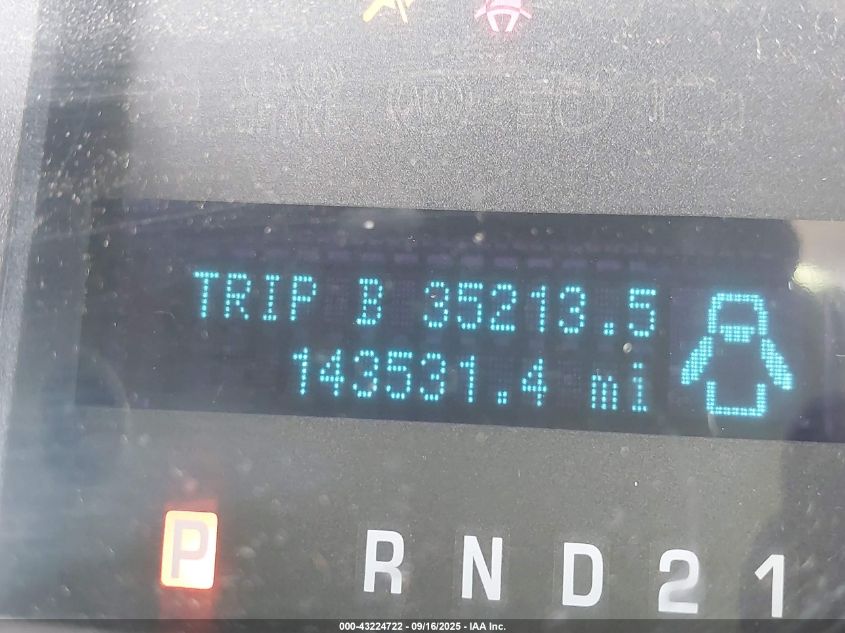 TRIP B 35213.5
143531.4 mi
P R N D 2 1
000-43224722 - 09/16/2025 - IAA Inc.